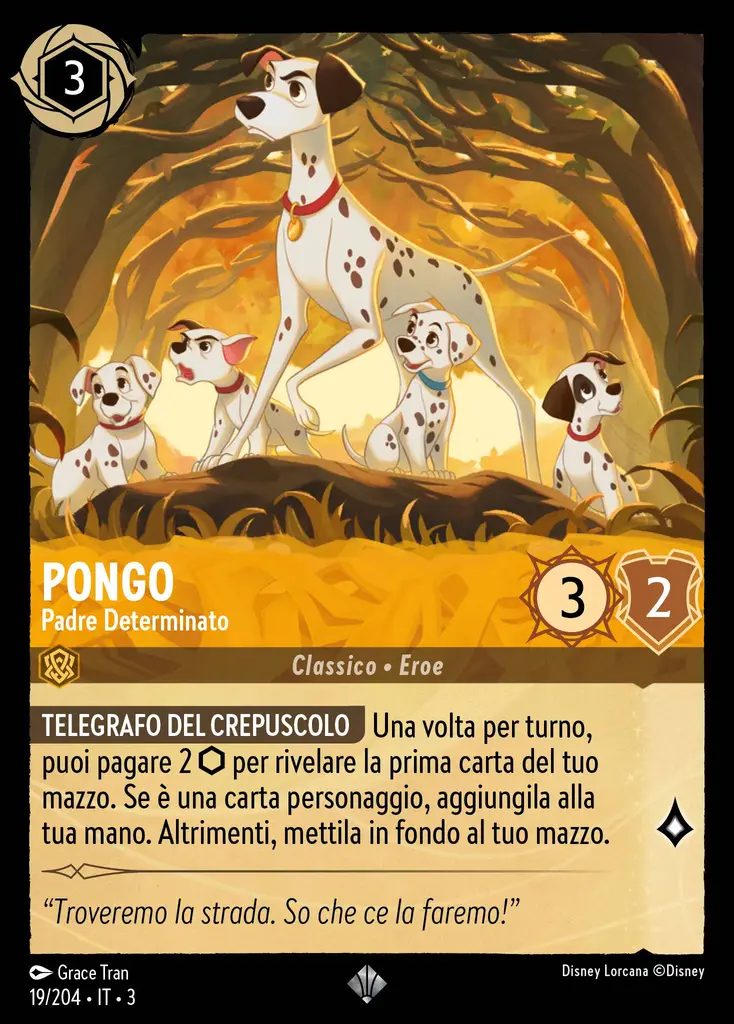 3
PONGO
Padre Determinato
3
2
Classico • Eroe
TELEGRAFO DEL CREPUSCOLO Una volta per turno,
puoi pagare 2 ⬡ per rivelare la prima carta del tuo
mazzo. Se è una carta personaggio, aggiungila alla
tua mano. Altrimenti, mettila in fondo al tuo mazzo.
“Troveremo la strada. So che ce la faremo!”
Grace Tran
Disney Lorcana ©Disney
19/204 • IT • 3